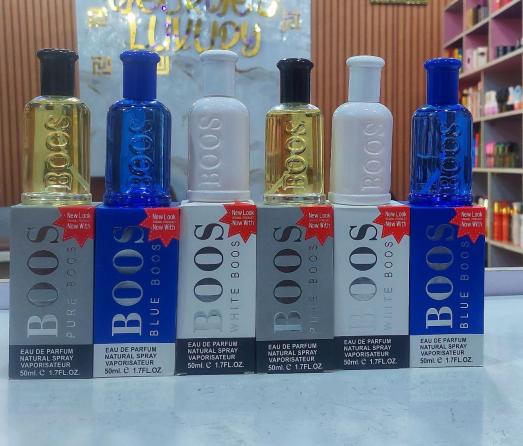 LUXURY
BOOS
BOOS
BOOS
BOOS
BOOS
BOOS
New Look
Now With
BOOS
PURE BOOS
EAU DE PARFUM
NATURAL SPRAY
VAPORISATEUR
50ml. e 1.7FL.OZ.
New Look
Now With
BOOS
BLUE BOOS
EAU DE PARFUM
NATURAL SPRAY
VAPORISATEUR
50ml. e 1.7FL.OZ.
New Look
Now With
BOOS
WHITE BOOS
EAU DE PARFUM
NATURAL SPRAY
VAPORISATEUR
50ml. e 1.7FL.OZ.
New Look
Now With
BOOS
PURE BOOS
EAU DE PARFUM
NATURAL SPRAY
VAPORISATEUR
50ml. e 1.7FL.OZ.
New Look
Now With
BOOS
WHITE BOOS
EAU DE PARFUM
NATURAL SPRAY
VAPORISATEUR
50ml. e 1.7FL.OZ.
New Look
Now With
BOOS
BLUE BOOS
EAU DE PARFUM
NATURAL SPRAY
VAPORISATEUR
50ml. e 1.7FL.OZ.